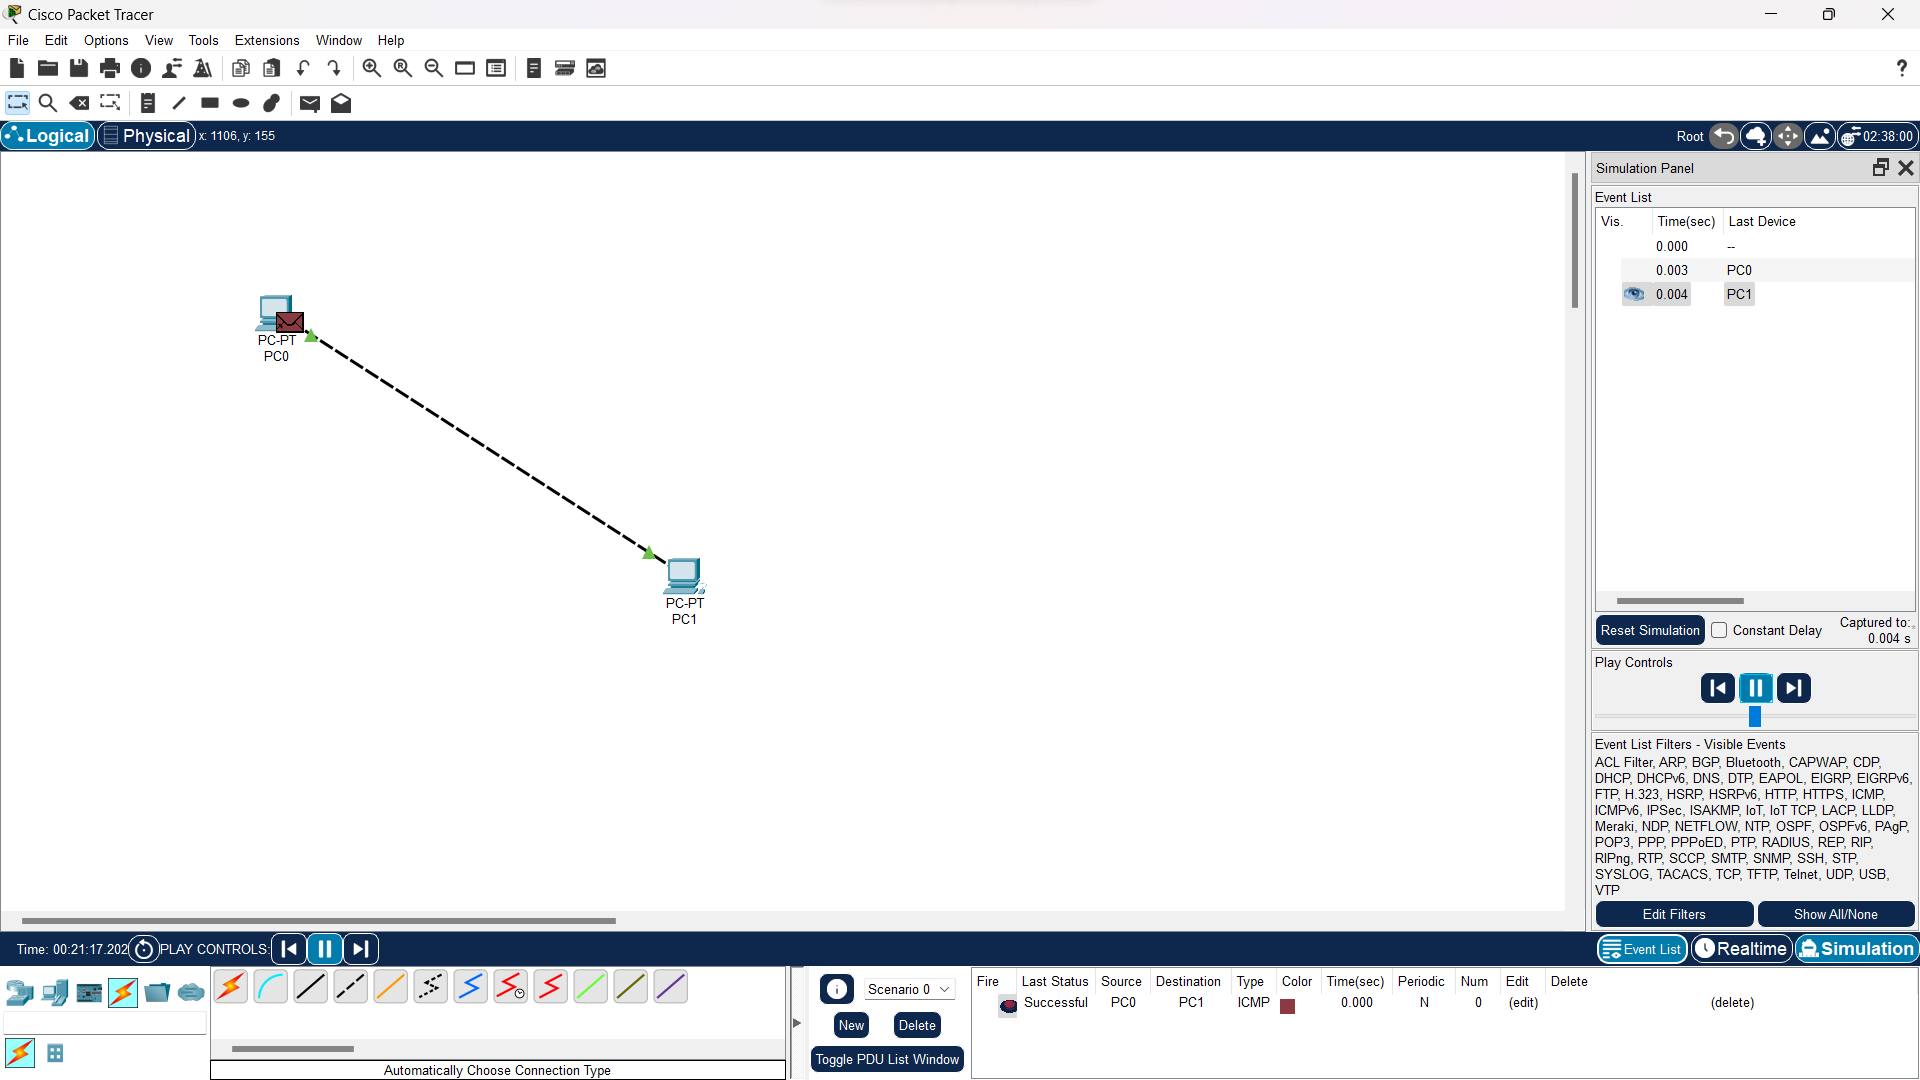 Cisco Packet Tracer
File Edit Options View Tools Extensions Window Help
?
Logical Physical x: 1106, y: 155
Root 02:38:00
Simulation Panel
Event List
Vis. Time(sec) Last Device
0.000 --
0.003 PC0
0.004 PC1
PC-PT
PC0
PC-PT
PC1
Reset Simulation Constant Delay Captured to:
0.004 s
Play Controls
Event List Filters - Visible Events
ACL Filter, ARP, BGP, Bluetooth, CAPWAP, CDP,
DHCP, DHCPv6, DNS, DTP, EAPOL, EIGRP, EIGRPv6,
FTP, H.323, HSRP, HSRPv6, HTTP, HTTPS, ICMP,
ICMPv6, IPSec, ISAKMP, IoT, IoT TCP, LACP, LLDP,
Meraki, NDP, NETFLOW, NTP, OSPF, OSPFv6, PAgP,
POP3, PPP, PPPoED, PTP, RADIUS, REP, RIP,
RIPng, RTP, SCCP, SMTP, SNMP, SSH, STP,
SYSLOG, TACACS, TCP, TFTP, Telnet, UDP, USB,
VTP
Edit Filters Show All/None
Time: 00:21:17.202 PLAY CONTROLS: Event List Realtime Simulation
Scenario 0
New Delete
Toggle PDU List Window
Fire Last Status Source Destination Type Color Time(sec) Periodic Num Edit Delete
Successful PC0 PC1 ICMP 0.000 N 0 (edit) (delete)
Automatically Choose Connection Type